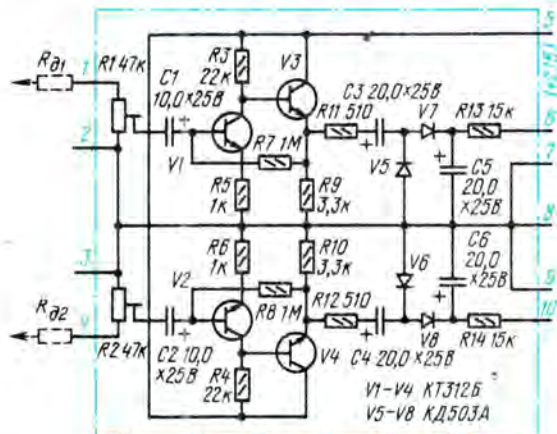 5
1
Rд1
R1 47к
R3
22к
V3
C1
10,0×25В
C3 20,0×25В
R11 510
V7
R13 15к
6
2
R7 1М
V1
V5
C5
20,0
×25В
7
R5
1к
R9
3,3к
8
R6
1к
R10
3,3к
C6
20,0
×25В
3
V2
V6
9
Rд2
4
R8 1М
R12 510
10
R2 47к
C2 10,0
×25В
R4
22к
V4
C4 20,0×25В
V8
R14 15к
V1–V4 КТ312Б
V5–V8 КД503А